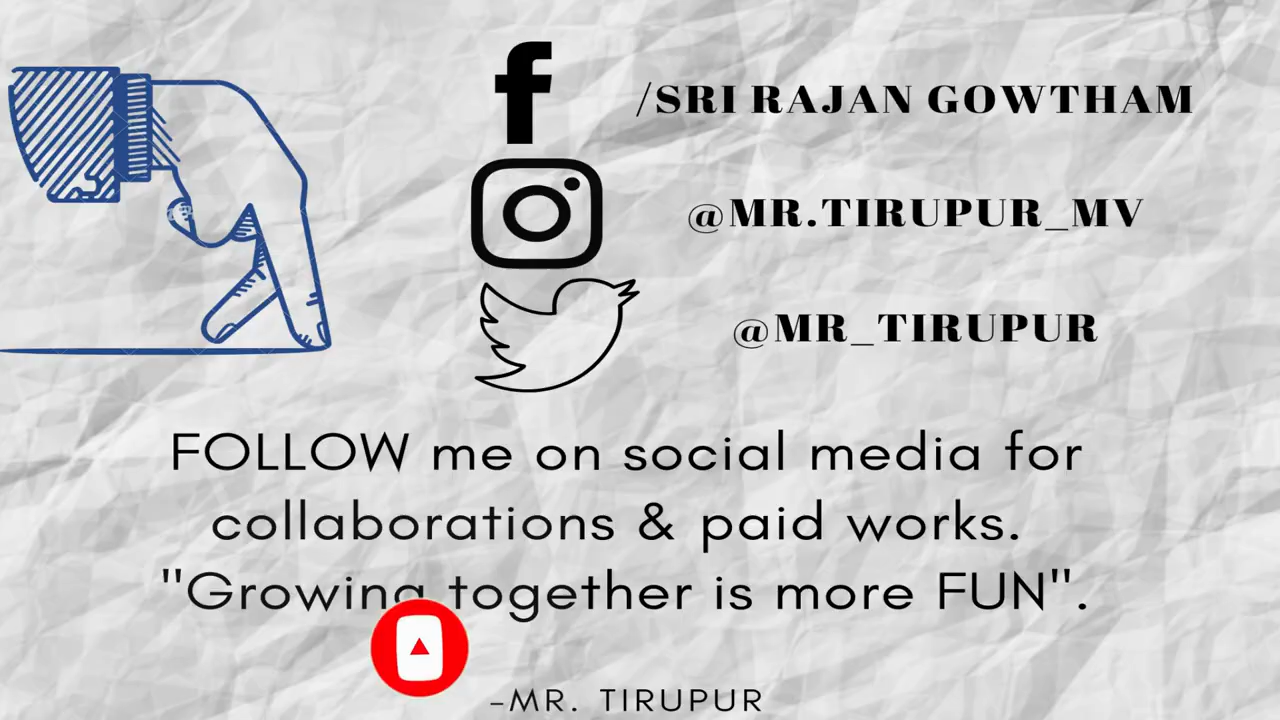 /SRI RAJAN GOWTHAM
@MR.TIRUPUR_MV
@MR_TIRUPUR
FOLLOW me on social media for
collaborations & paid works.
"Growing together is more FUN".
-MR. TIRUPUR